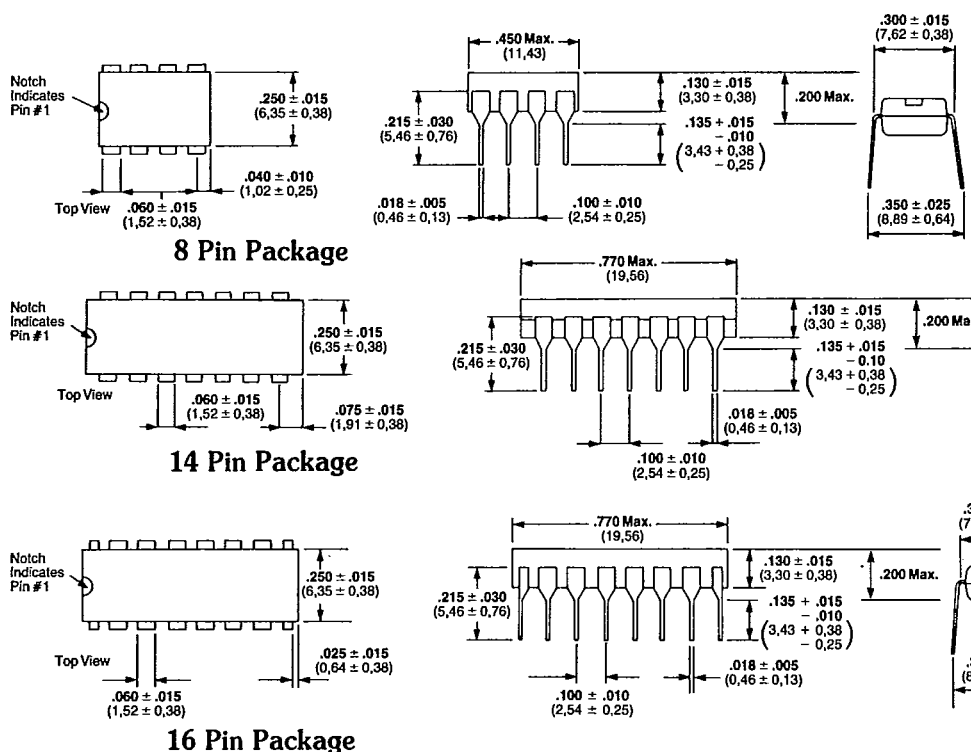 Notch
Indicates
Pin #1
.250 ± .015
(6,35 ± 0,38)
.040 ± .010
(1,02 ± 0,25)
Top View
.060 ± .015
(1,52 ± 0,38)
.450 Max.
(11,43)
.215 ± .030
(5,46 ± 0,76)
.130 ± .015
(3,30 ± 0,38)
.200 Max.
.135 + .015
- .010
(3,43 + 0,38
- 0,25)
.018 ± .005
(0,46 ± 0,13)
.100 ± .010
(2,54 ± 0,25)
.300 ± .015
(7,62 ± 0,38)
.350 ± .025
(8,89 ± 0,64)
8 Pin Package
Notch
Indicates
Pin #1
.250 ± .015
(6,35 ± 0,38)
Top View
.060 ± .015
(1,52 ± 0,38)
.075 ± .015
(1,91 ± 0,38)
.770 Max.
(19,56)
.215 ± .030
(5,46 ± 0,76)
.130 ± .015
(3,30 ± 0,38)
.200 Max
.135 + .015
- 0.10
(3,43 + 0,38
- 0,25)
.018 ± .005
(0,46 ± 0,13)
.100 ± .010
(2,54 ± 0,25)
14 Pin Package
Notch
Indicates
Pin #1
.250 ± .015
(6,35 ± 0,38)
Top View
.025 ± .015
(0,64 ± 0,38)
.060 ± .015
(1,52 ± 0,38)
.770 Max.
(19,56)
.215 ± .030
(5,46 ± 0,76)
.130 ± .015
(3,30 ± 0,38)
.200 Max.
.135 + .015
- .010
(3,43 + 0,38
- 0,25)
.018 ± .005
(0,46 ± 0,13)
.100 ± .010
(2,54 ± 0,25)
16 Pin Package